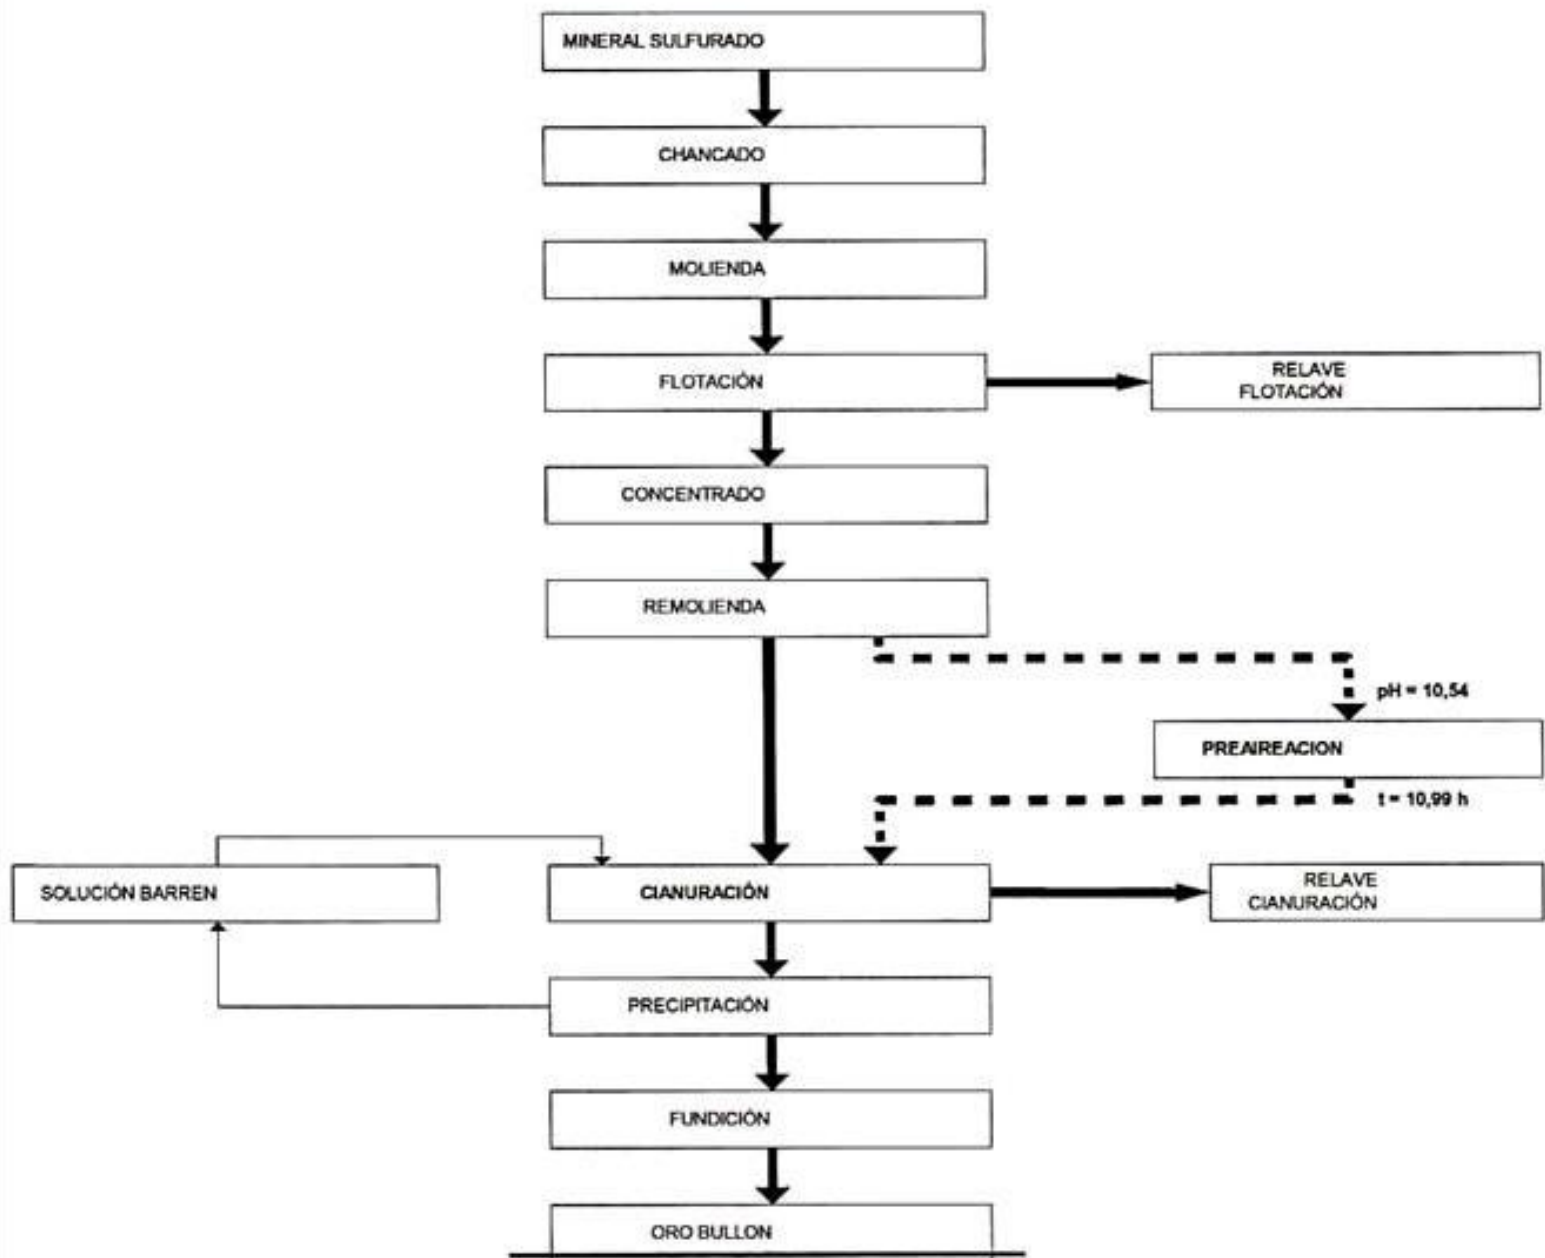 MINERAL SULFURADO
CHANCADO
MOLIENDA
FLOTACIÓN
RELAVE
FLOTACIÓN
CONCENTRADO
REMOLIENDA
pH = 10,54
PREAIREACION
t = 10,99 h
SOLUCIÓN BARREN
CIANURACIÓN
RELAVE
CIANURACIÓN
PRECIPITACIÓN
FUNDICIÓN
ORO BULLON